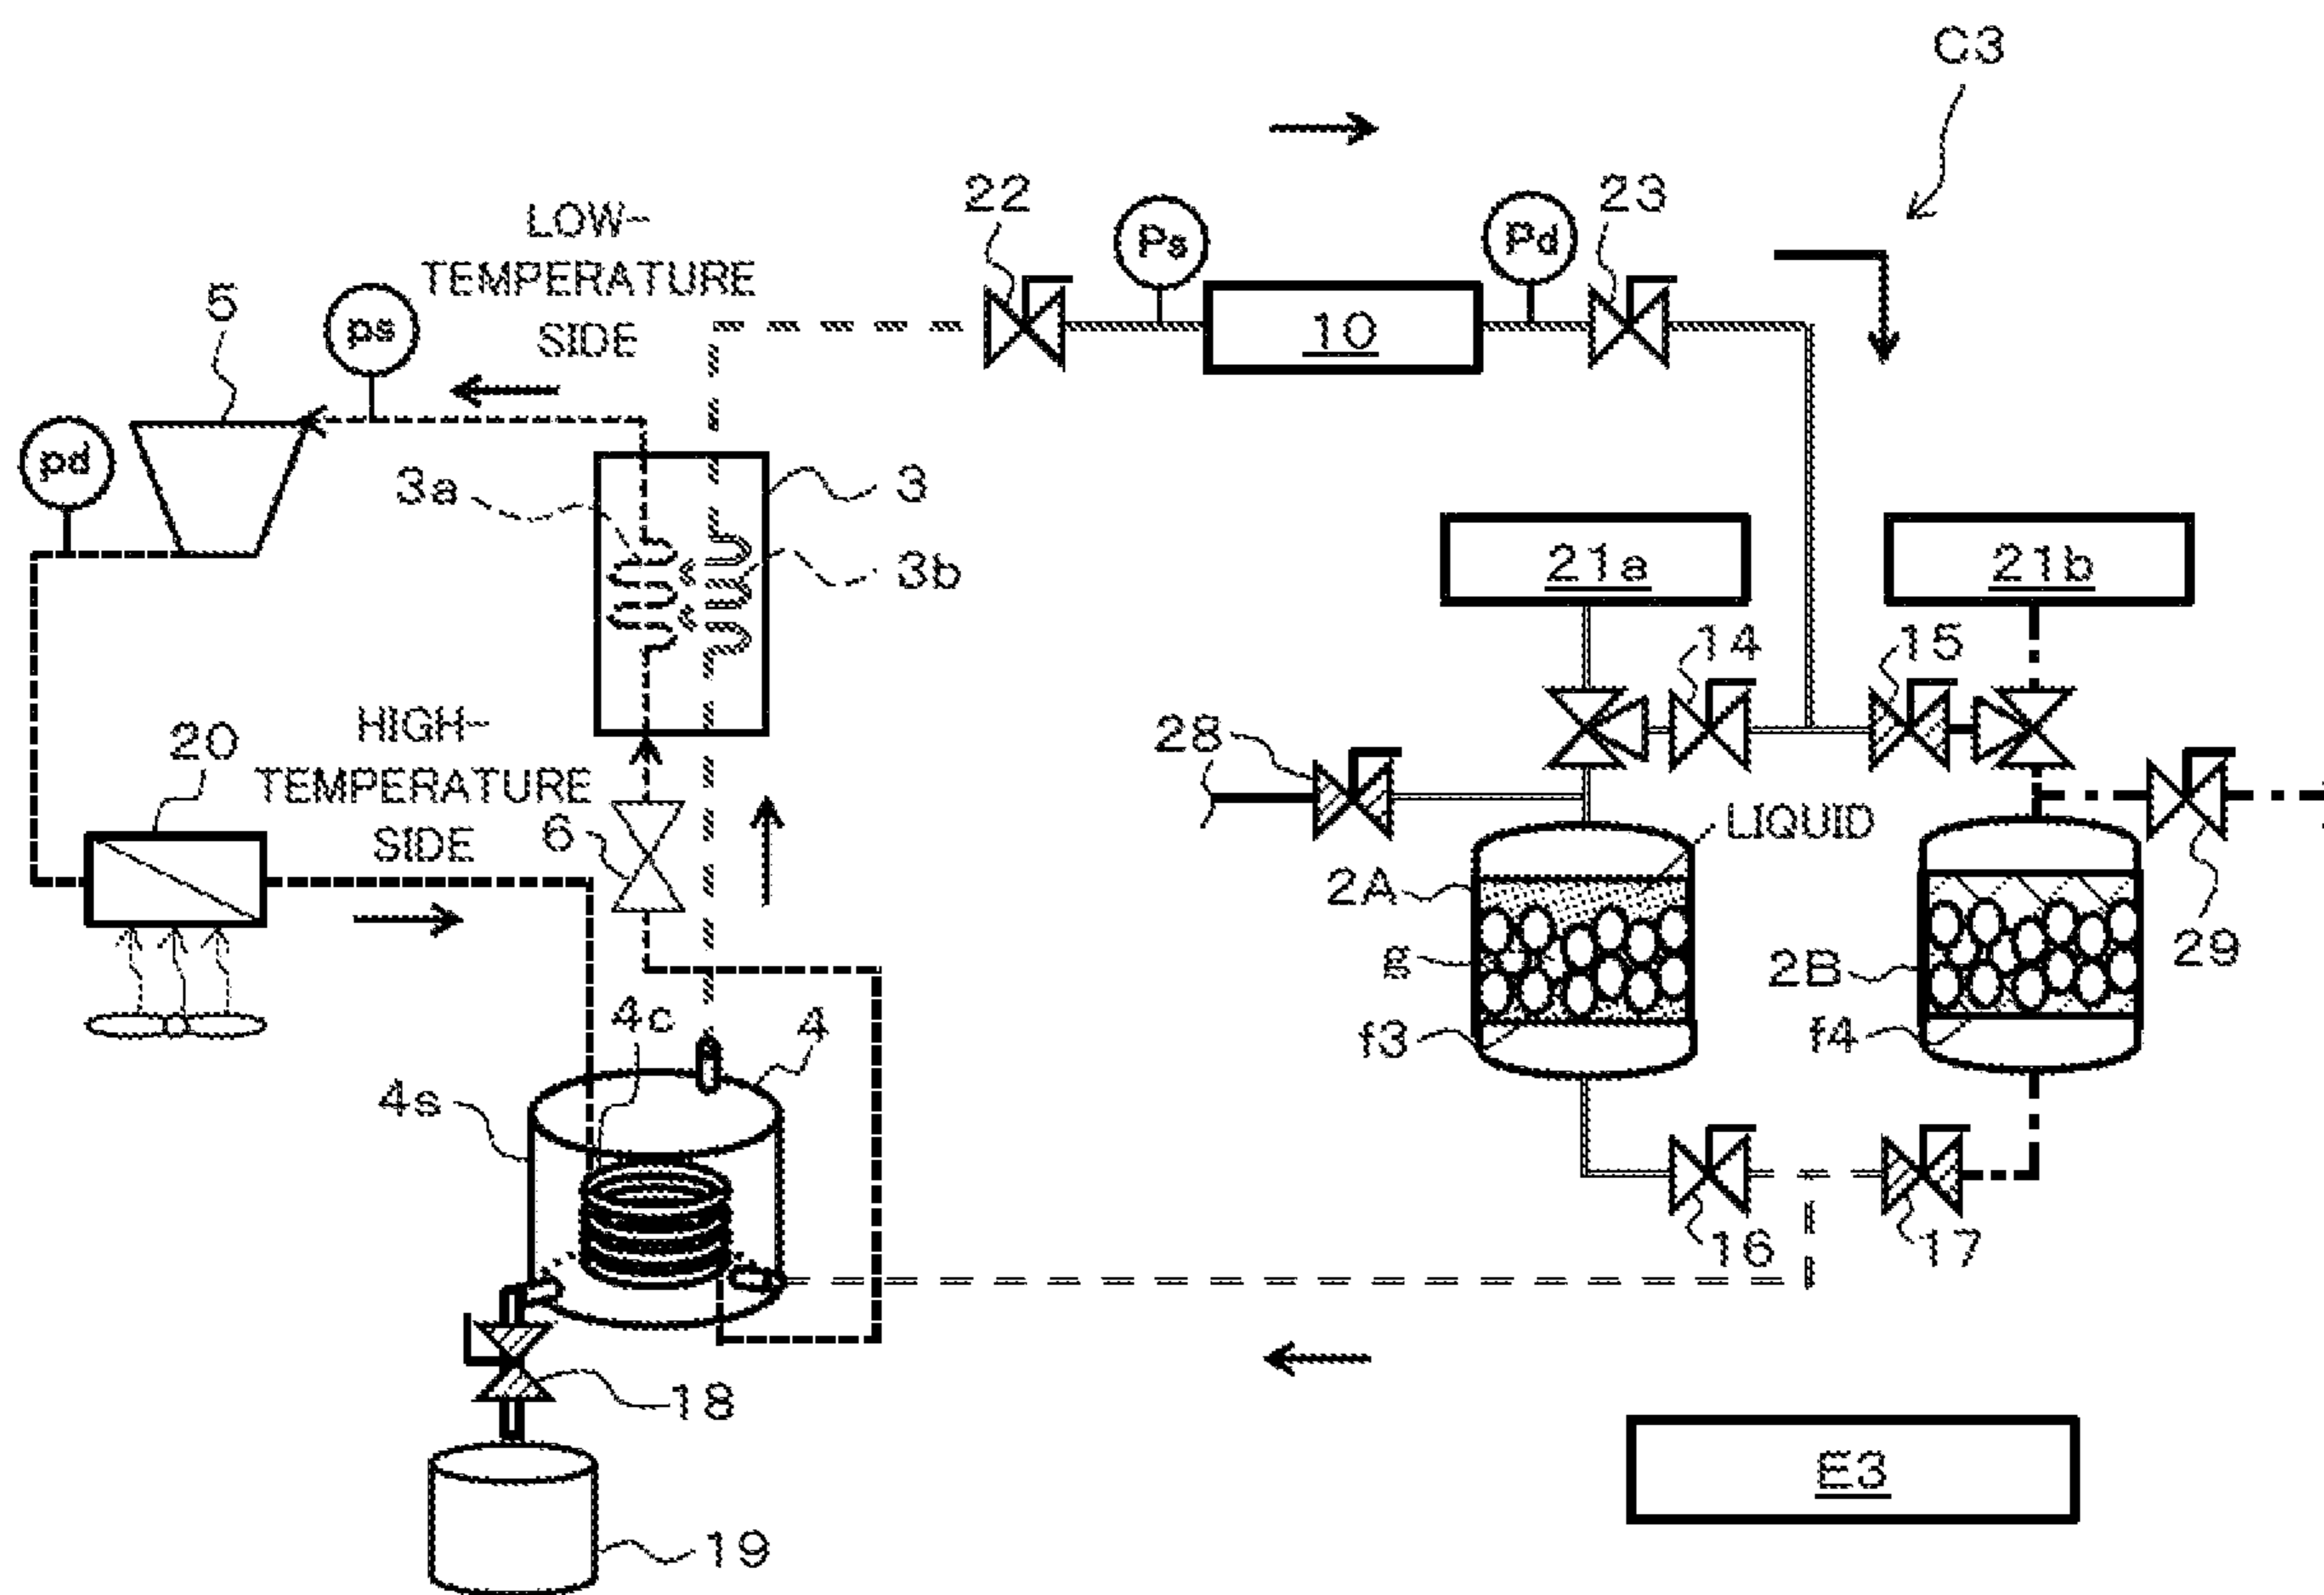 C3
22
Ps
Pd
23
LOW-
TEMPERATURE
SIDE
5
ps
10
pd
3a
3
3b
21a
21b
14
15
20
HIGH-
TEMPERATURE
SIDE
6
28
LIQUID
2A
g
2B
29
4c
4
f3
f4
4s
16
17
18
E3
19